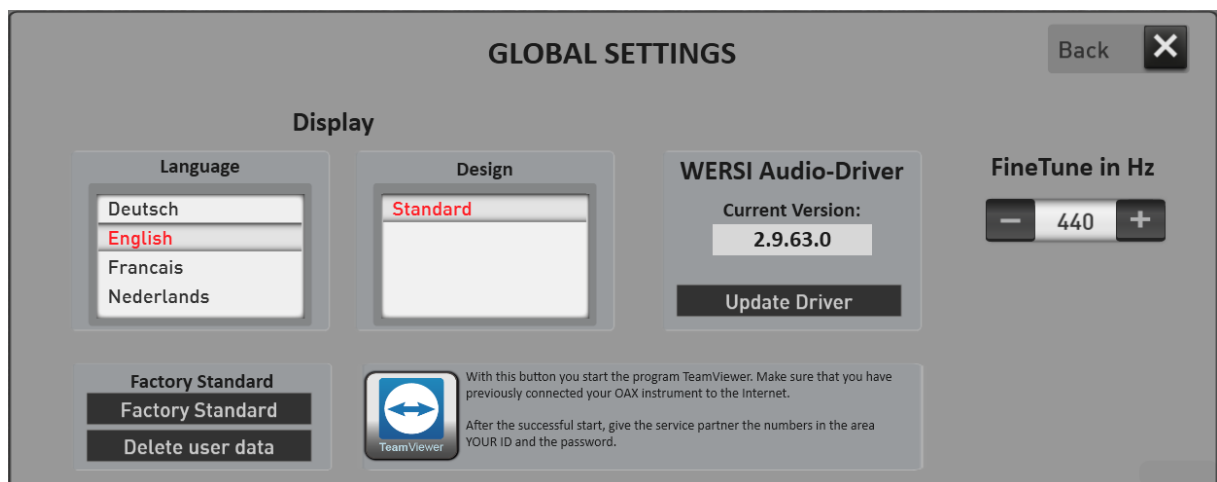 GLOBAL SETTINGS
Back
Display
Language
Deutsch
English
Francais
Nederlands
Design
Standard
WERSI Audio-Driver
Current Version:
2.9.63.0
Update Driver
FineTune in Hz
− 440 +
Factory Standard
Factory Standard
Delete user data
TeamViewer
With this button you start the program TeamViewer. Make sure that you have
previously connected your OAX instrument to the Internet.
After the successful start, give the service partner the numbers in the area
YOUR ID and the password.